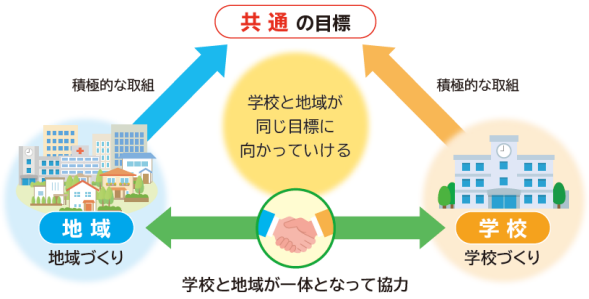 共通の目標
積極的な取組
積極的な取組
学校と地域が
同じ目標に
向かっていける
地域
地域づくり
学校
学校づくり
学校と地域が一体となって協力